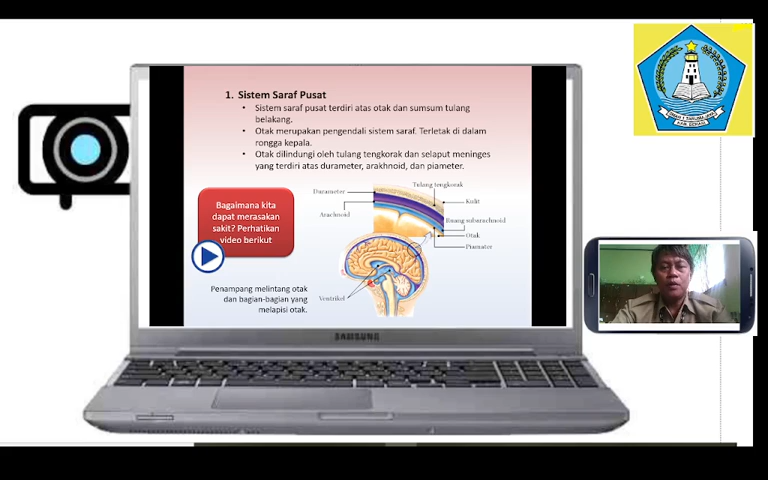 1. Sistem Saraf Pusat
• Sistem saraf pusat terdiri atas otak dan sumsum tulang
belakang.
• Otak merupakan pengendali sistem saraf. Terletak di dalam
rongga kepala.
• Otak dilindungi oleh tulang tengkorak dan selaput meninges
yang terdiri atas durameter, arakhnoid, dan piameter.
Bagaimana kita
dapat merasakan
sakit? Perhatikan
video berikut
Durameter
Arachnoid
Tulang tengkorak
Kulit
Ruang subarachnoid
Otak
Piamater
Ventrikel
Penampang melintang otak
dan bagian-bagian yang
melapisi otak.
SAMSUNG